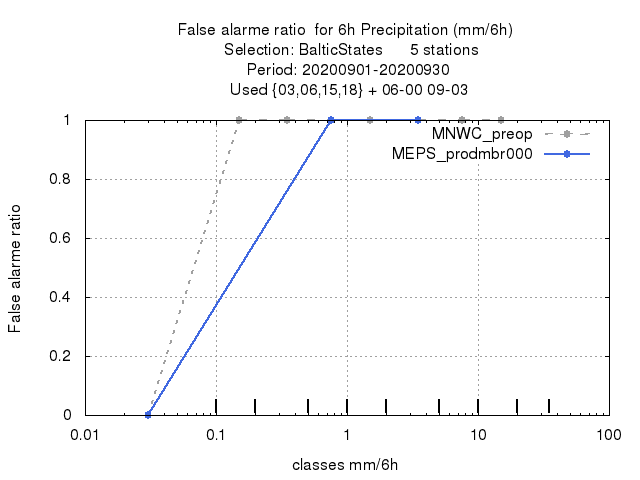 False alarme ratio  for 6h Precipitation (mm/6h)
Selection: BalticStates      5 stations
Period: 20200901-20200930
Used {03,06,15,18} + 06-00 09-03
MNWC_preop
MEPS_prodmbr000
1
0.8
0.6
0.4
0.2
0
False alarme ratio
0.01 0.1 1 10 100
classes mm/6h